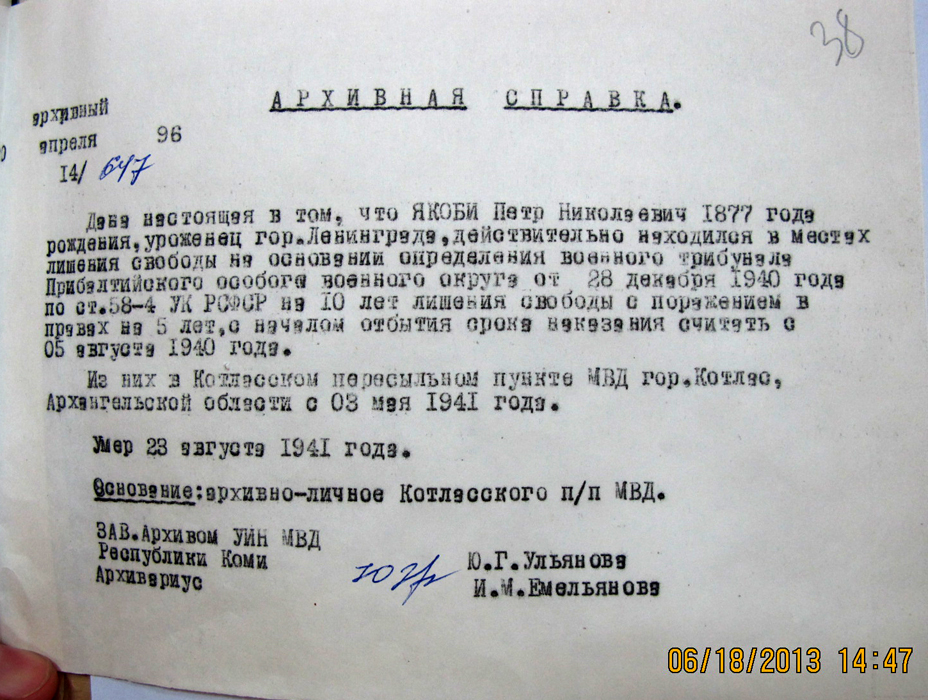 38
АРХИВНАЯ СПРАВКА.
архивный
апреля 96
14/ 647
Дана настоящая в том, что ЯКОБИ Петр Николаевич 1877 года
рождения,уроженец гор.Ленинграда,действительно находился в местах
лишения свободы на основании определения военного трибунала
Прибалтийского особого военного округа от 28 декабря 1940 года
по ст.58-4 УК РСФСР на 10 лет лишения свободы с поражением в
правах на 5 лет,с началом отбытия срока наказания считать с
05 августа 1940 года.
Из них в Котласском пересыльном пункте МВД гор.Котлас,
Архангельской области с 03 мая 1941 года.
Умер 23 августа 1941 года.
Основание:архивно-личное Котласского п/п МВД.
ЗАВ.Архивом УИН МВД
Республики Коми Ю.Г.Ульянова
Архивариус И.М.Емельянова
06/18/2013 14:47